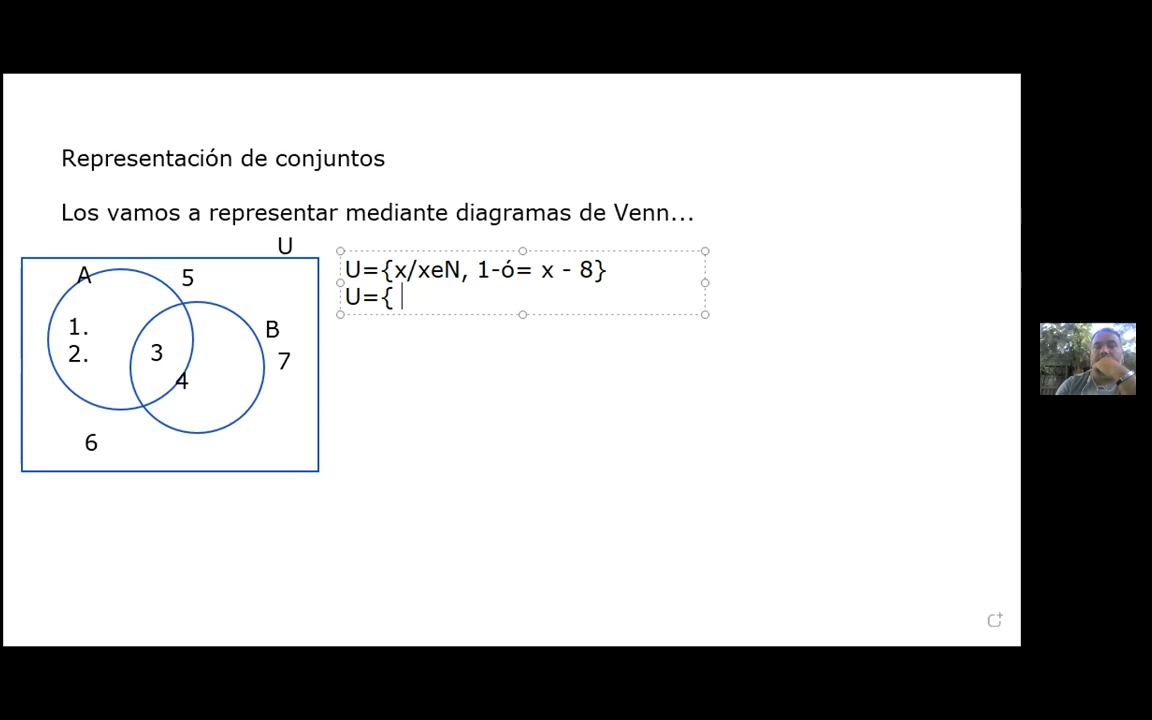 Representación de conjuntos
Los vamos a representar mediante diagramas de Venn...
U
A
5
1.
2.
3
B
7
4
6
U={x/xeN, 1-ó= x - 8}
U={